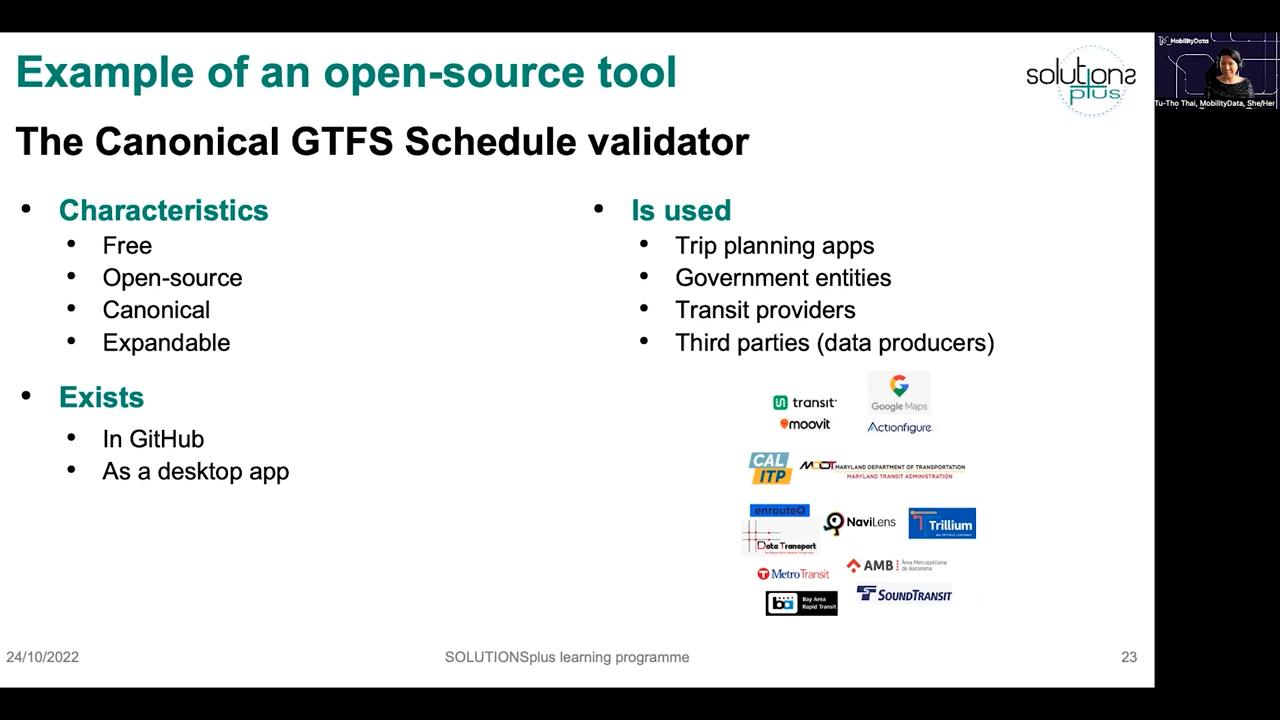 Example of an open-source tool
The Canonical GTFS Schedule validator
solutions
plus
MobilityData
Tu-Tho Thai, MobilityData, She/Her
• Characteristics
• Free
• Open-source
• Canonical
• Expandable
• Exists
• In GitHub
• As a desktop app
• Is used
• Trip planning apps
• Government entities
• Transit providers
• Third parties (data producers)
transit
Google Maps
moovit
Actionfigure
CAL
ITP
MDOT MARYLAND DEPARTMENT OF TRANSPORTATION
MARYLAND TRANSIT ADMINISTRATION
enrouteQ
NaviLens
Trillium
Data Transport
MetroTransit
AMB Àrea Metropolitana
de Barcelona
ba Bay Area
Rapid Transit
SOUNDTRANSIT
24/10/2022
SOLUTIONSplus learning programme
23